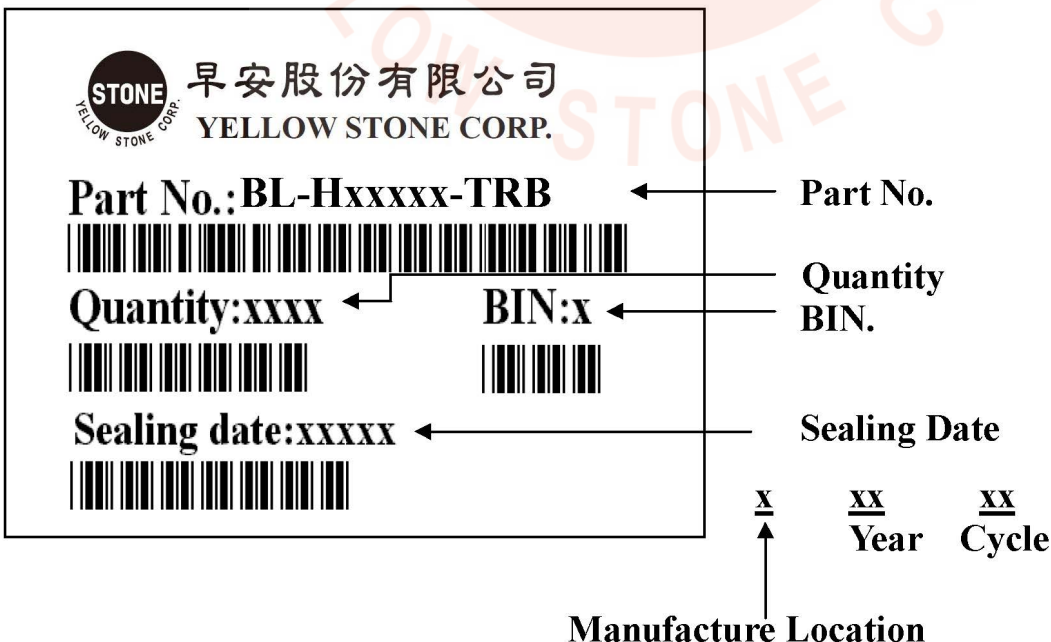 STONE
YELLOW STONE CORP.
早安股份有限公司
YELLOW STONE CORP.
Part No.:BL-Hxxxxx-TRB
Part No.
Quantity:xxxx
BIN:x
Quantity
BIN.
Sealing date:xxxxx
Sealing Date
x xx xx
Year Cycle
Manufacture Location
LOW STONE C